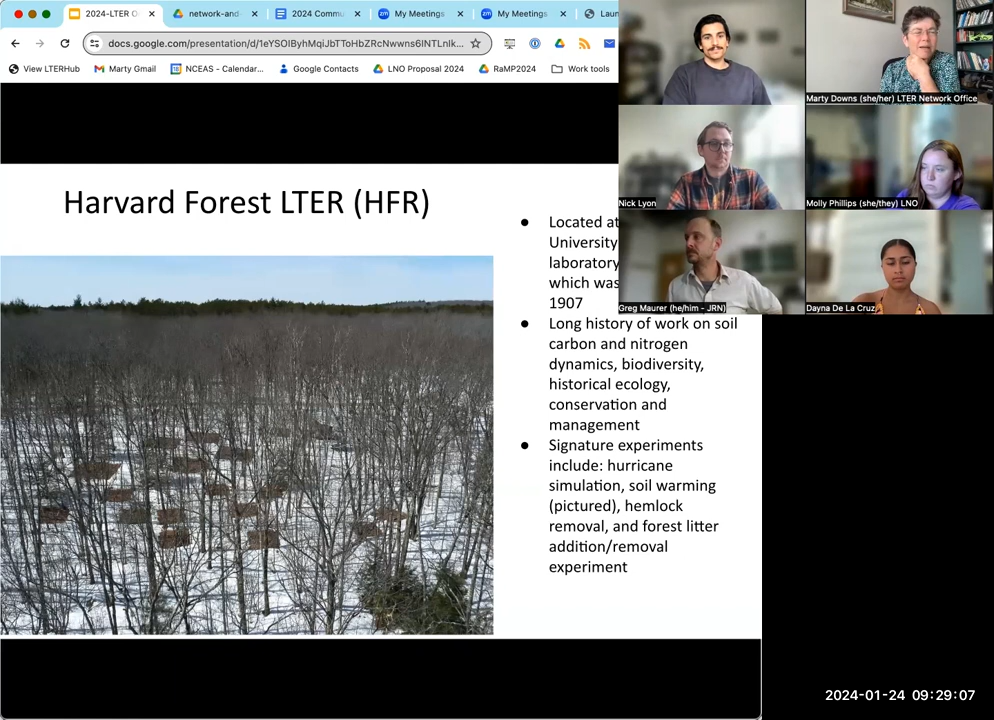 2024-LTER O
network-and-
2024 Commu
My Meetings
My Meetings
Laun
docs.google.com/presentation/d/1eYSOIByhMqiJbTToHbZRcNwwns6INTLnlk...
View LTERHub
Marty Gmail
NCEAS - Calendar...
Google Contacts
LNO Proposal 2024
RaMP2024
Work tools
Marty Downs (she/her) LTER Network Office
Nick Lyon
Molly Phillips (she/they) LNO
Greg Maurer (he/him - JRN)
Dayna De La Cruz
Harvard Forest LTER (HFR)
Located at
University
laboratory
which was
1907
Long history of work on soil
carbon and nitrogen
dynamics, biodiversity,
historical ecology,
conservation and
management
Signature experiments
include: hurricane
simulation, soil warming
(pictured), hemlock
removal, and forest litter
addition/removal
experiment
2024-01-24 09:29:07